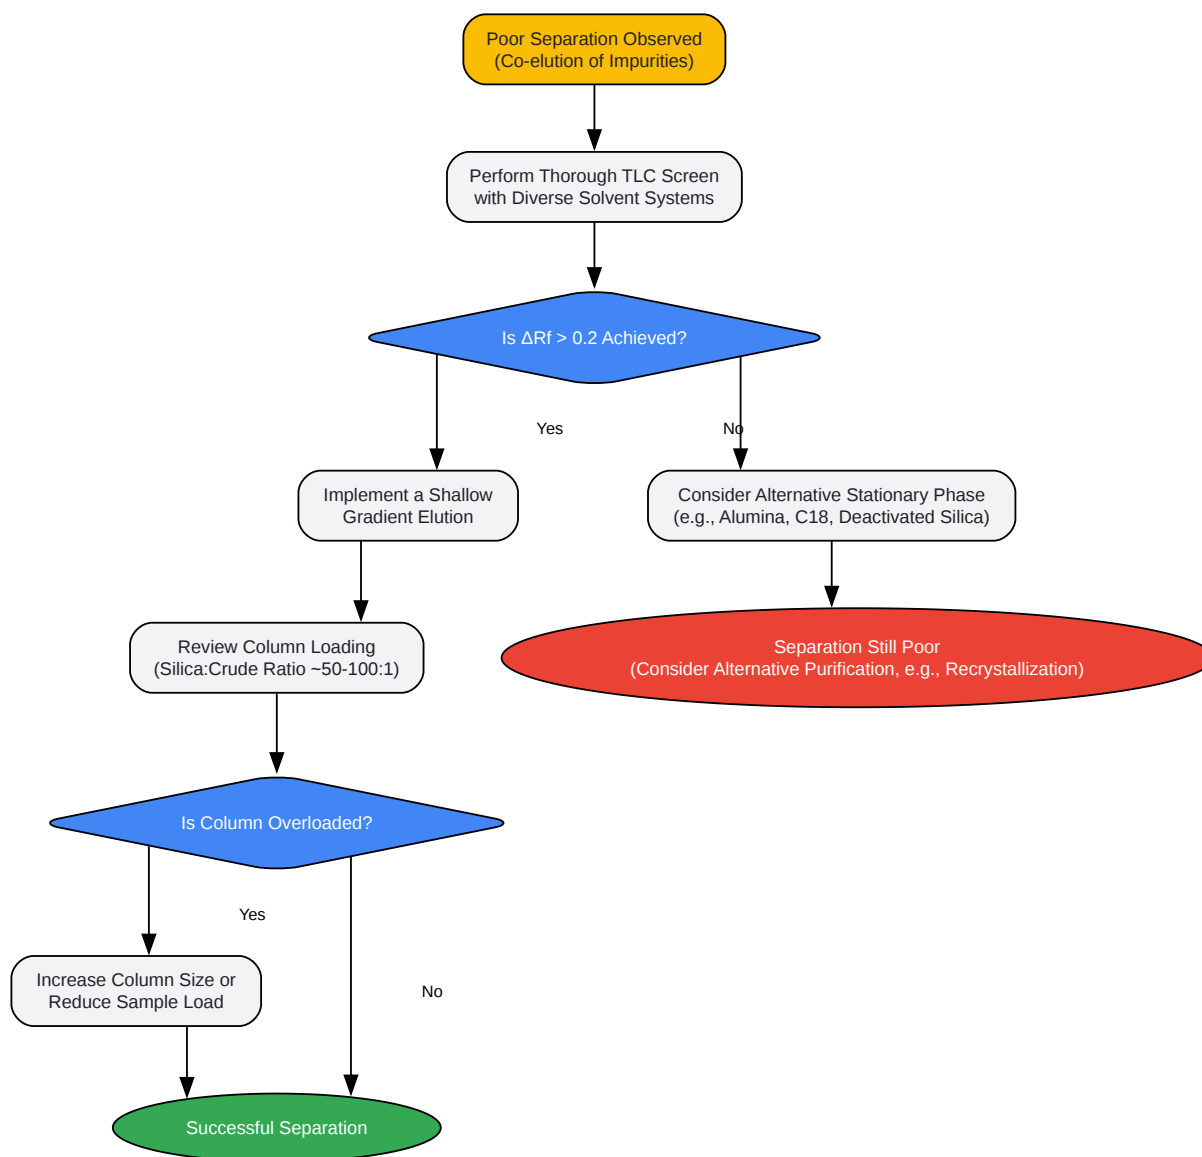 Poor Separation Observed
(Co-elution of Impurities)
Perform Thorough TLC Screen
with Diverse Solvent Systems
Is ΔRf > 0.2 Achieved?
Yes
No
Implement a Shallow
Gradient Elution
Consider Alternative Stationary Phase
(e.g., Alumina, C18, Deactivated Silica)
Review Column Loading
(Silica:Crude Ratio ~50-100:1)
Separation Still Poor
(Consider Alternative Purification, e.g., Recrystallization)
Is Column Overloaded?
Yes
No
Increase Column Size or
Reduce Sample Load
Successful Separation